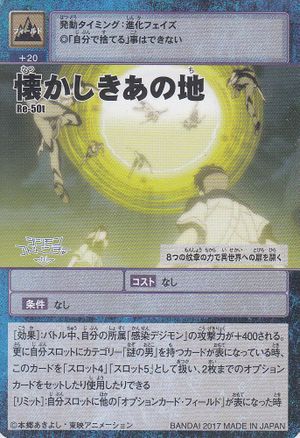 発動タイミング:進化フェイズ
◎「自分で捨てる」事はできない
+20
懐かしきあの地
Re-50t
8つの紋章の力で異世界への扉を開く
コスト なし
条件 なし
〔効果〕バトル中、自分の所属「感染デジモン」の攻撃力が+400される。
更に自分スロットにカテゴリー「謎の男」を持つカードが表になっている時、
このカードを「スロット4」「スロット5」として扱い、2枚までのオプション
カードをセットしたり使用したりできる
〔リミット〕自分スロットに他の「オプションカード・フィールド」が表になっている時
©本郷あきよし・東映アニメーション
BANDAI 2017 MADE IN JAPAN